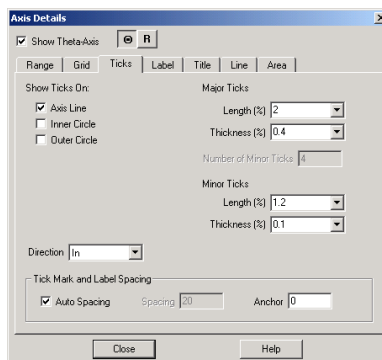 Axis Details
Show Theta-Axis Θ R
Range Grid Ticks Label Title Line Area
Show Ticks On:
Axis Line
Inner Circle
Outer Circle
Major Ticks
Length (%) 2
Thickness (%) 0.4
Number of Minor Ticks 4
Minor Ticks
Length (%) 1.2
Thickness (%) 0.1
Direction In
Tick Mark and Label Spacing
Auto Spacing Spacing 20 Anchor 0
Close Help